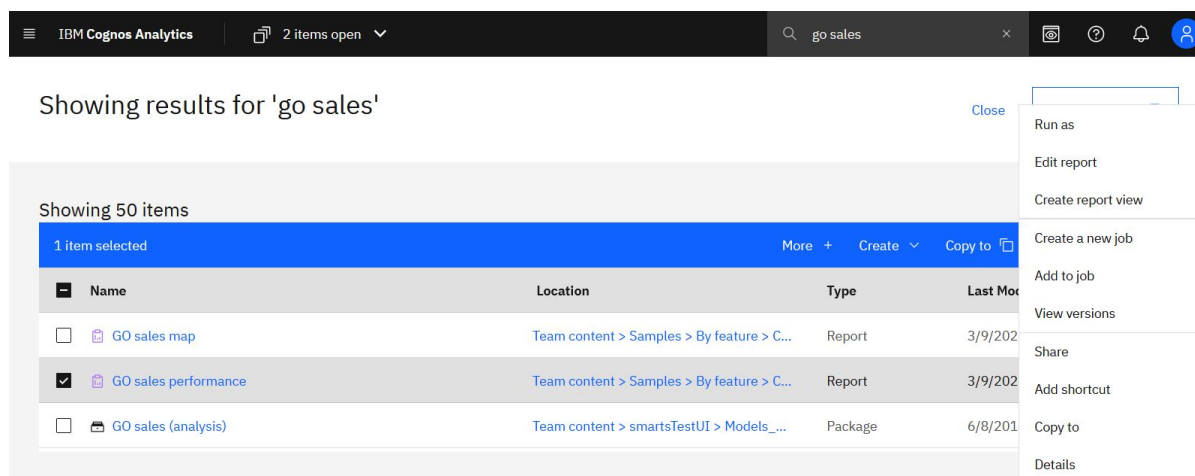 IBM Cognos Analytics 2 items open go sales
Showing results for 'go sales'
Close
Run as
Edit report
Create report view
Create a new job
Add to job
View versions
Share
Add shortcut
Copy to
Details
Showing 50 items
1 item selected More + Create Copy to
Name Location Type Last Mod
GO sales map Team content > Samples > By feature > C... Report 3/9/202
GO sales performance Team content > Samples > By feature > C... Report 3/9/202
GO sales (analysis) Team content > smartsTestUI > Models_... Package 6/8/201